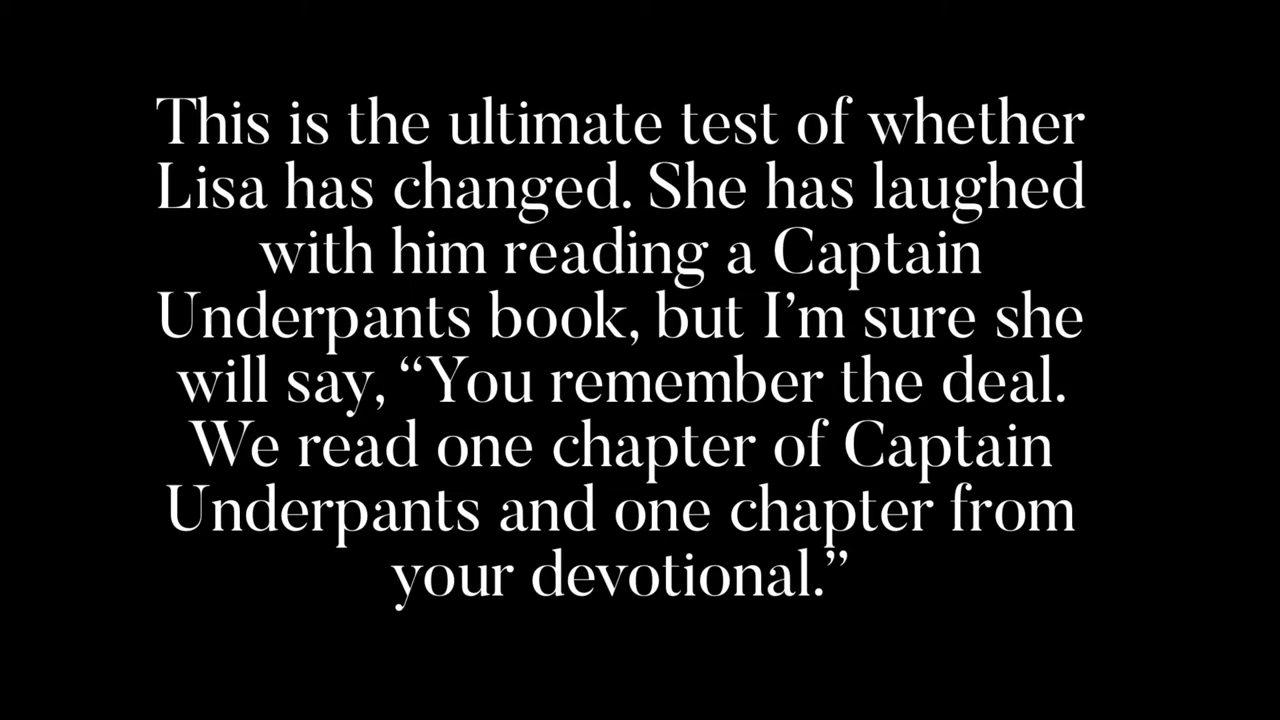 This is the ultimate test of whether
Lisa has changed. She has laughed
with him reading a Captain
Underpants book, but I’m sure she
will say, “You remember the deal.
We read one chapter of Captain
Underpants and one chapter from
your devotional.”